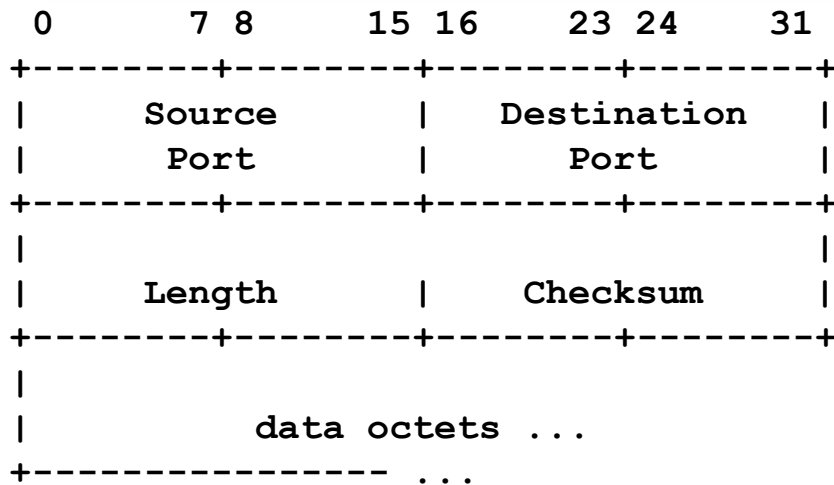 0      7 8     15 16    23 24    31
+--------+--------+--------+--------+
|     Source      |   Destination   |
|      Port       |      Port       |
+--------+--------+--------+--------+
|                                   |
|     Length      |    Checksum     |
+--------+--------+--------+--------+
|
|          data octets ...
+---------------- ...